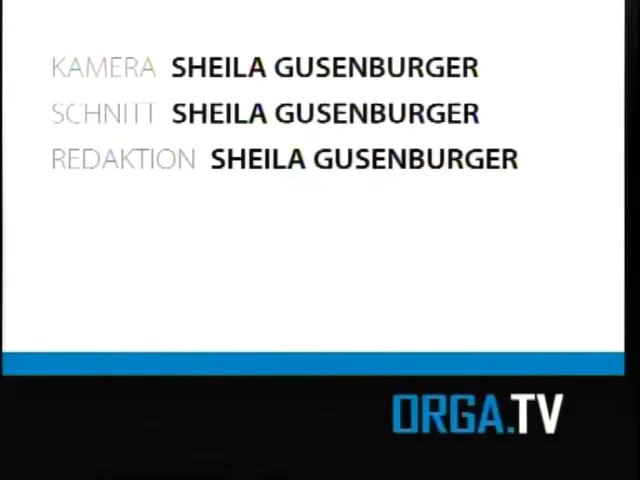 KAMERA SHEILA GUSENBURGER
SCHNITT SHEILA GUSENBURGER
REDAKTION SHEILA GUSENBURGER
ORGA.TV